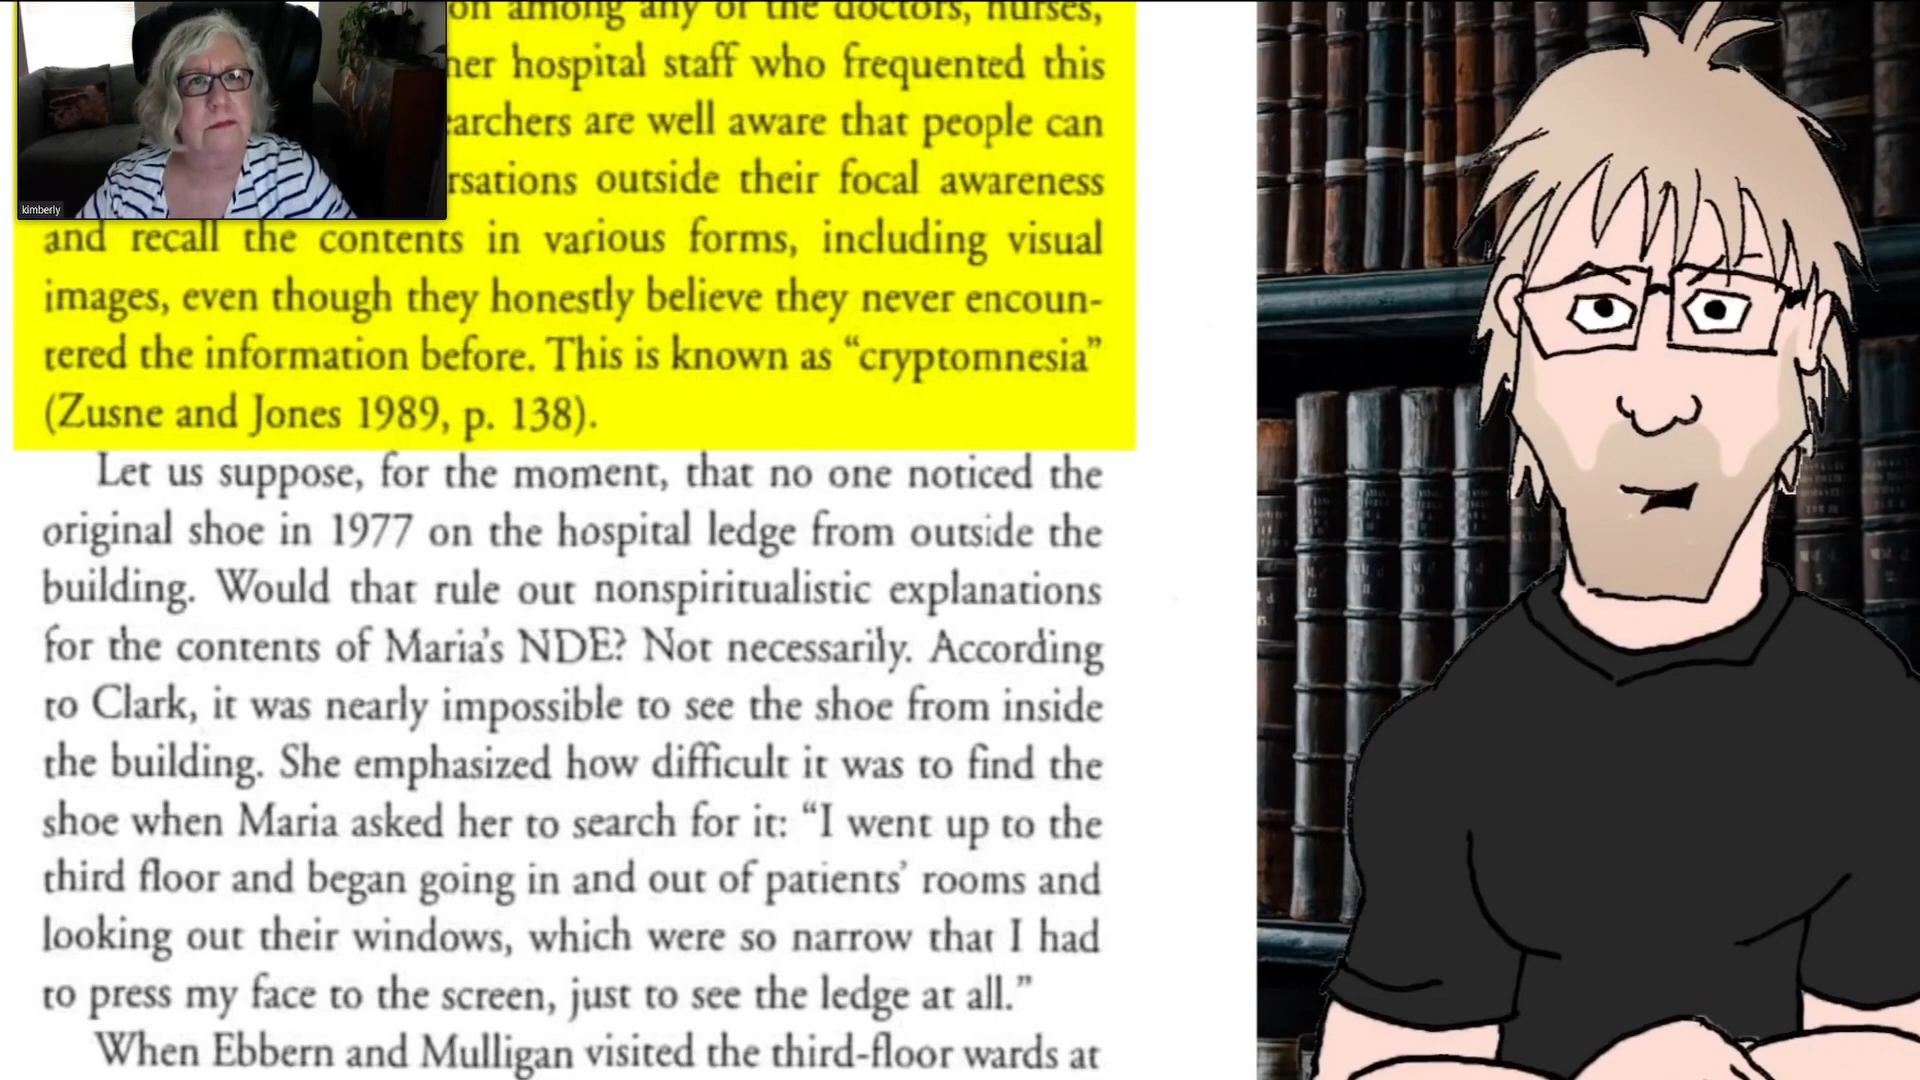 on among any of the doctors, nurses,
her hospital staff who frequented this
earchers are well aware that people can
rsations outside their focal awareness
kimberly
and recall the contents in various forms, including visual
images, even though they honestly believe they never encoun-
tered the information before. This is known as “cryptomnesia”
(Zusne and Jones 1989, p. 138).
Let us suppose, for the moment, that no one noticed the
original shoe in 1977 on the hospital ledge from outside the
building. Would that rule out nonspiritualistic explanations
for the contents of Maria’s NDE? Not necessarily. According
to Clark, it was nearly impossible to see the shoe from inside
the building. She emphasized how difficult it was to find the
shoe when Maria asked her to search for it: “I went up to the
third floor and began going in and out of patients’ rooms and
looking out their windows, which were so narrow that I had
to press my face to the screen, just to see the ledge at all.”
When Ebbern and Mulligan visited the third-floor wards at